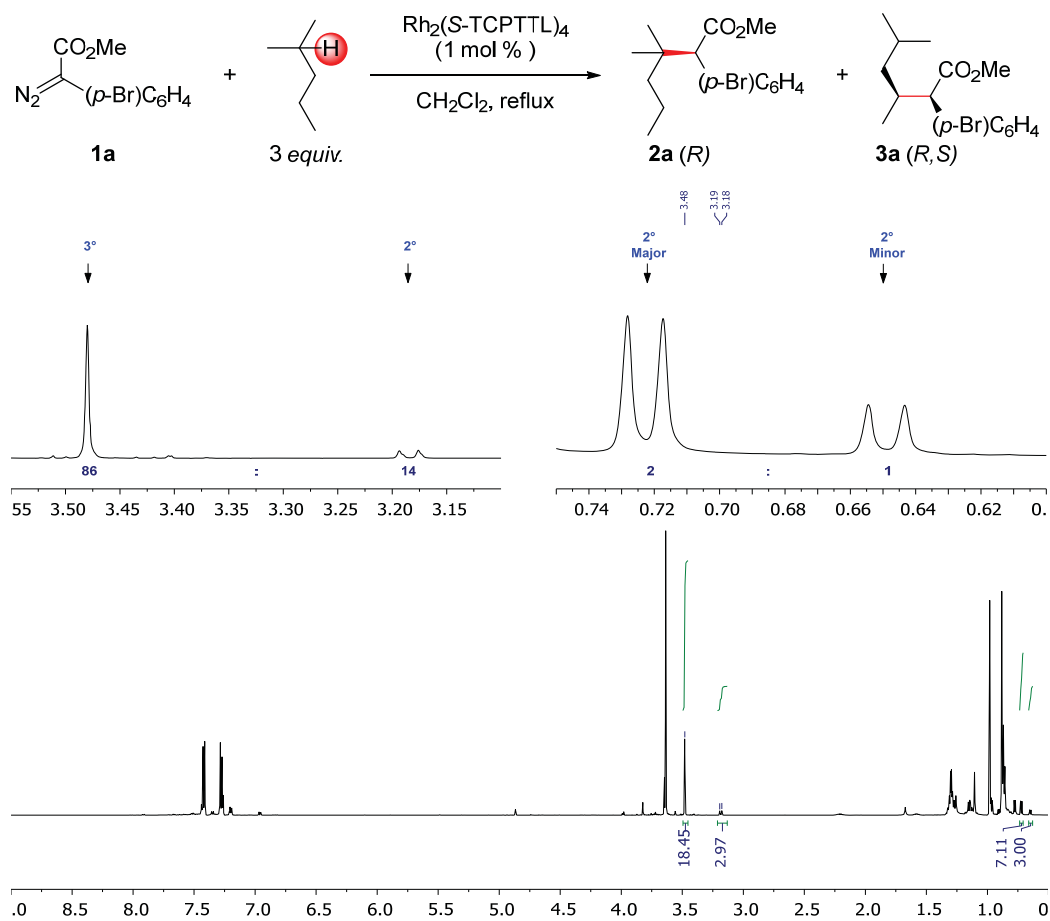 Rh2(S-TCPTTL)4
(1 mol % )
CH2Cl2, reflux
CO2Me
N2
(p-Br)C6H4
+
H
CO2Me
(p-Br)C6H4
+
CO2Me
(p-Br)C6H4
1a
3 equiv.
2a (R)
3a (R,S)
3.48
3.19
3.18
3°
2°
2°
Major
2°
Minor
86 : 14
2 : 1
55 3.50 3.45 3.40 3.35 3.30 3.25 3.20 3.15
0.74 0.72 0.70 0.68 0.66 0.64 0.62 0.
18.45
2.97
7.11
3.00
.0 8.5 8.0 7.5 7.0 6.5 6.0 5.5 5.0 4.5 4.0 3.5 3.0 2.5 2.0 1.5 1.0 0